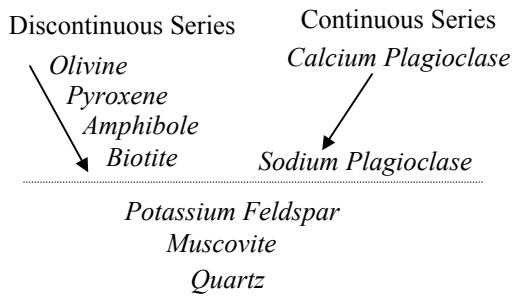 Discontinuous Series
Olivine
Pyroxene
Amphibole
Biotite
Continuous Series
Calcium Plagioclase
Sodium Plagioclase
Potassium Feldspar
Muscovite
Quartz